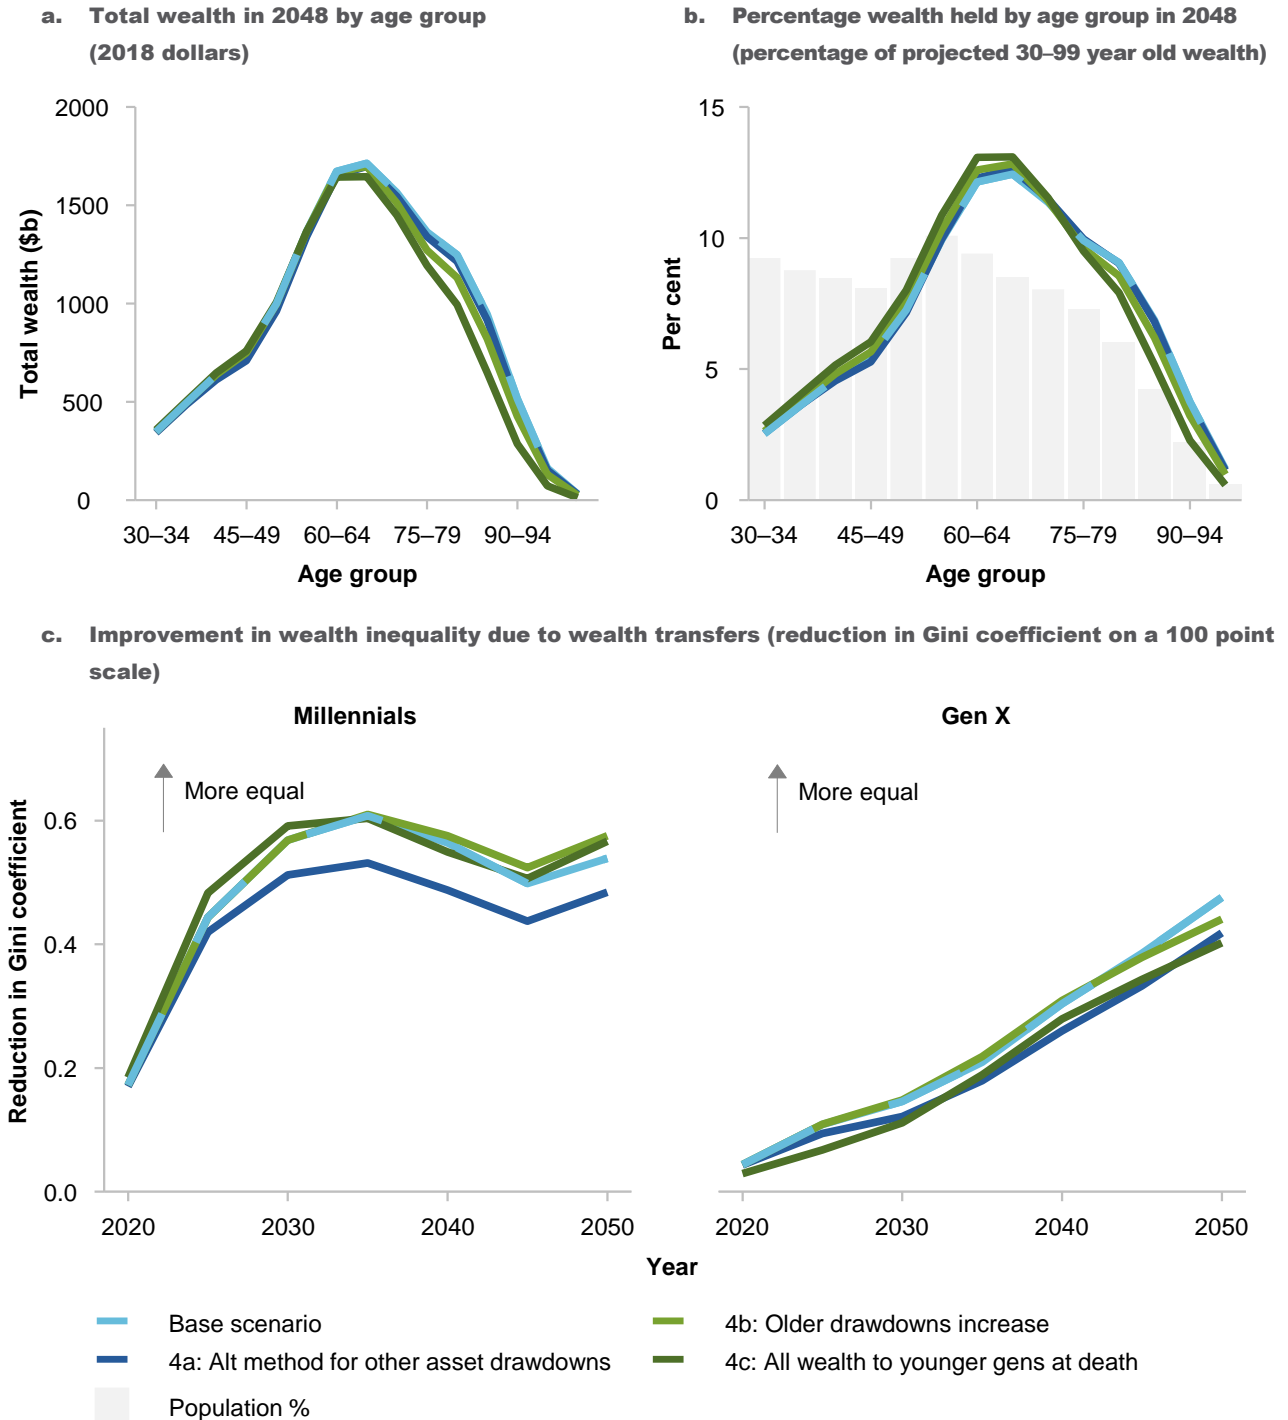 a. Total wealth in 2048 by age group
(2018 dollars)
b. Percentage wealth held by age group in 2048
(percentage of projected 30–99 year old wealth)
2000
1500
1000
500
0
Total wealth ($b)
30–34
45–49
60–64
75–79
90–94
Age group
15
10
5
0
Per cent
30–34
45–49
60–64
75–79
90–94
Age group
c. Improvement in wealth inequality due to wealth transfers (reduction in Gini coefficient on a 100 point
scale)
Millennials
Gen X
More equal
More equal
0.6
0.4
0.2
0.0
Reduction in Gini coefficient
2020
2030
2040
2050
2020
2030
2040
2050
Year
Base scenario
4b: Older drawdowns increase
4a: Alt method for other asset drawdowns
4c: All wealth to younger gens at death
Population %